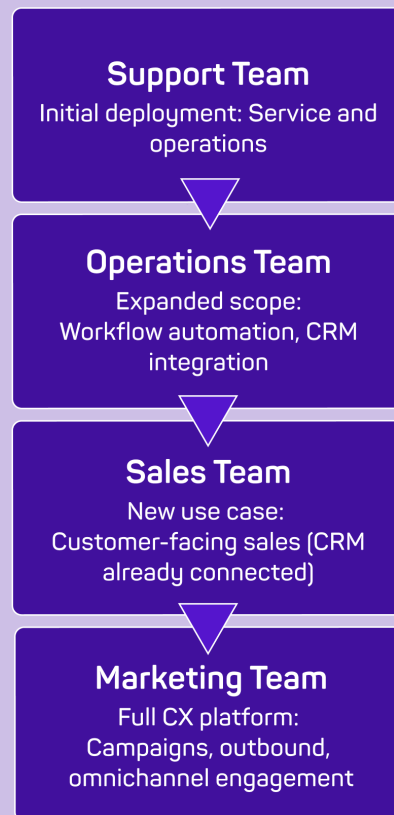 Support Team
Initial deployment: Service and
operations
Operations Team
Expanded scope:
Workflow automation, CRM
integration
Sales Team
New use case:
Customer-facing sales (CRM
already connected)
Marketing Team
Full CX platform:
Campaigns, outbound,
omnichannel engagement